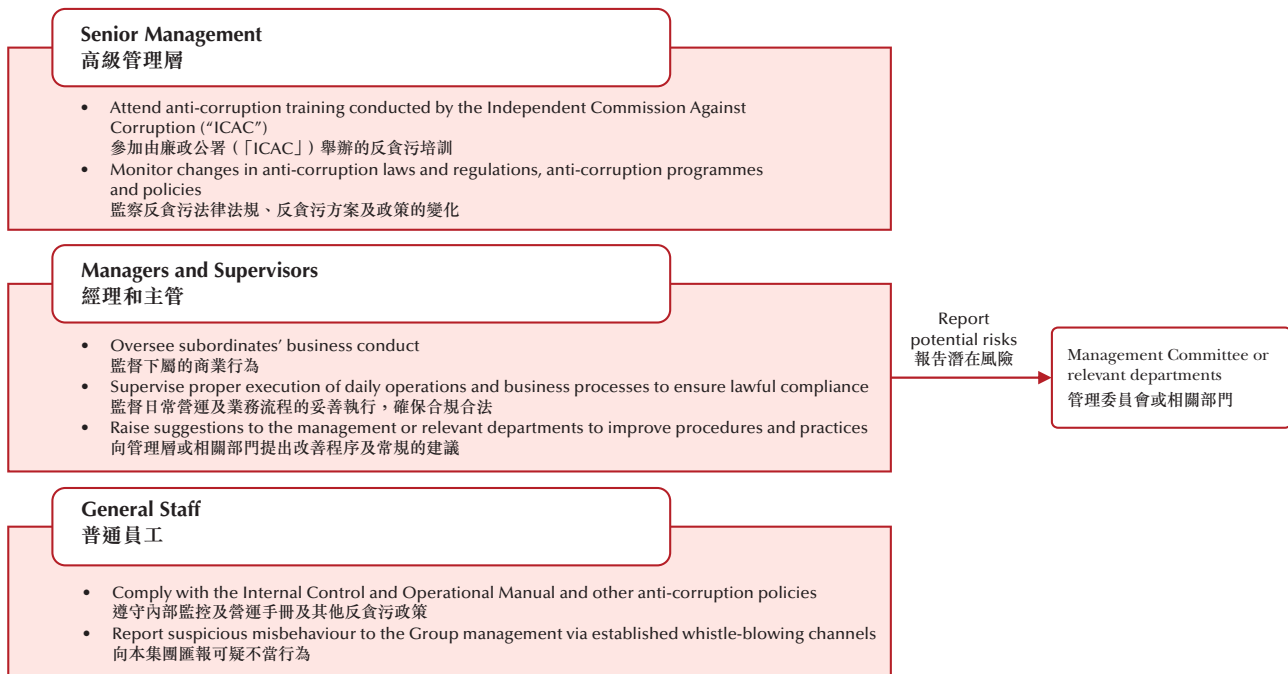 Senior Management
高級管理層
• Attend anti-corruption training conducted by the Independent Commission Against
Corruption (“ICAC”)
參加由廉政公署（「ICAC」）舉辦的反貪污培訓
• Monitor changes in anti-corruption laws and regulations, anti-corruption programmes
and policies
監察反貪污法律法規、反貪污方案及政策的變化
Managers and Supervisors
經理和主管
• Oversee subordinates’ business conduct
監督下屬的商業行為
• Supervise proper execution of daily operations and business processes to ensure lawful compliance
監督日常營運及業務流程的妥善執行，確保合規合法
• Raise suggestions to the management or relevant departments to improve procedures and practices
向管理層或相關部門提出改善程序及常規的建議
Report
potential risks
報告潛在風險
Management Committee or
relevant departments
管理委員會或相關部門
General Staff
普通員工
• Comply with the Internal Control and Operational Manual and other anti-corruption policies
遵守內部監控及營運手冊及其他反貪污政策
• Report suspicious misbehaviour to the Group management via established whistle-blowing channels
向本集團匯報可疑不當行為